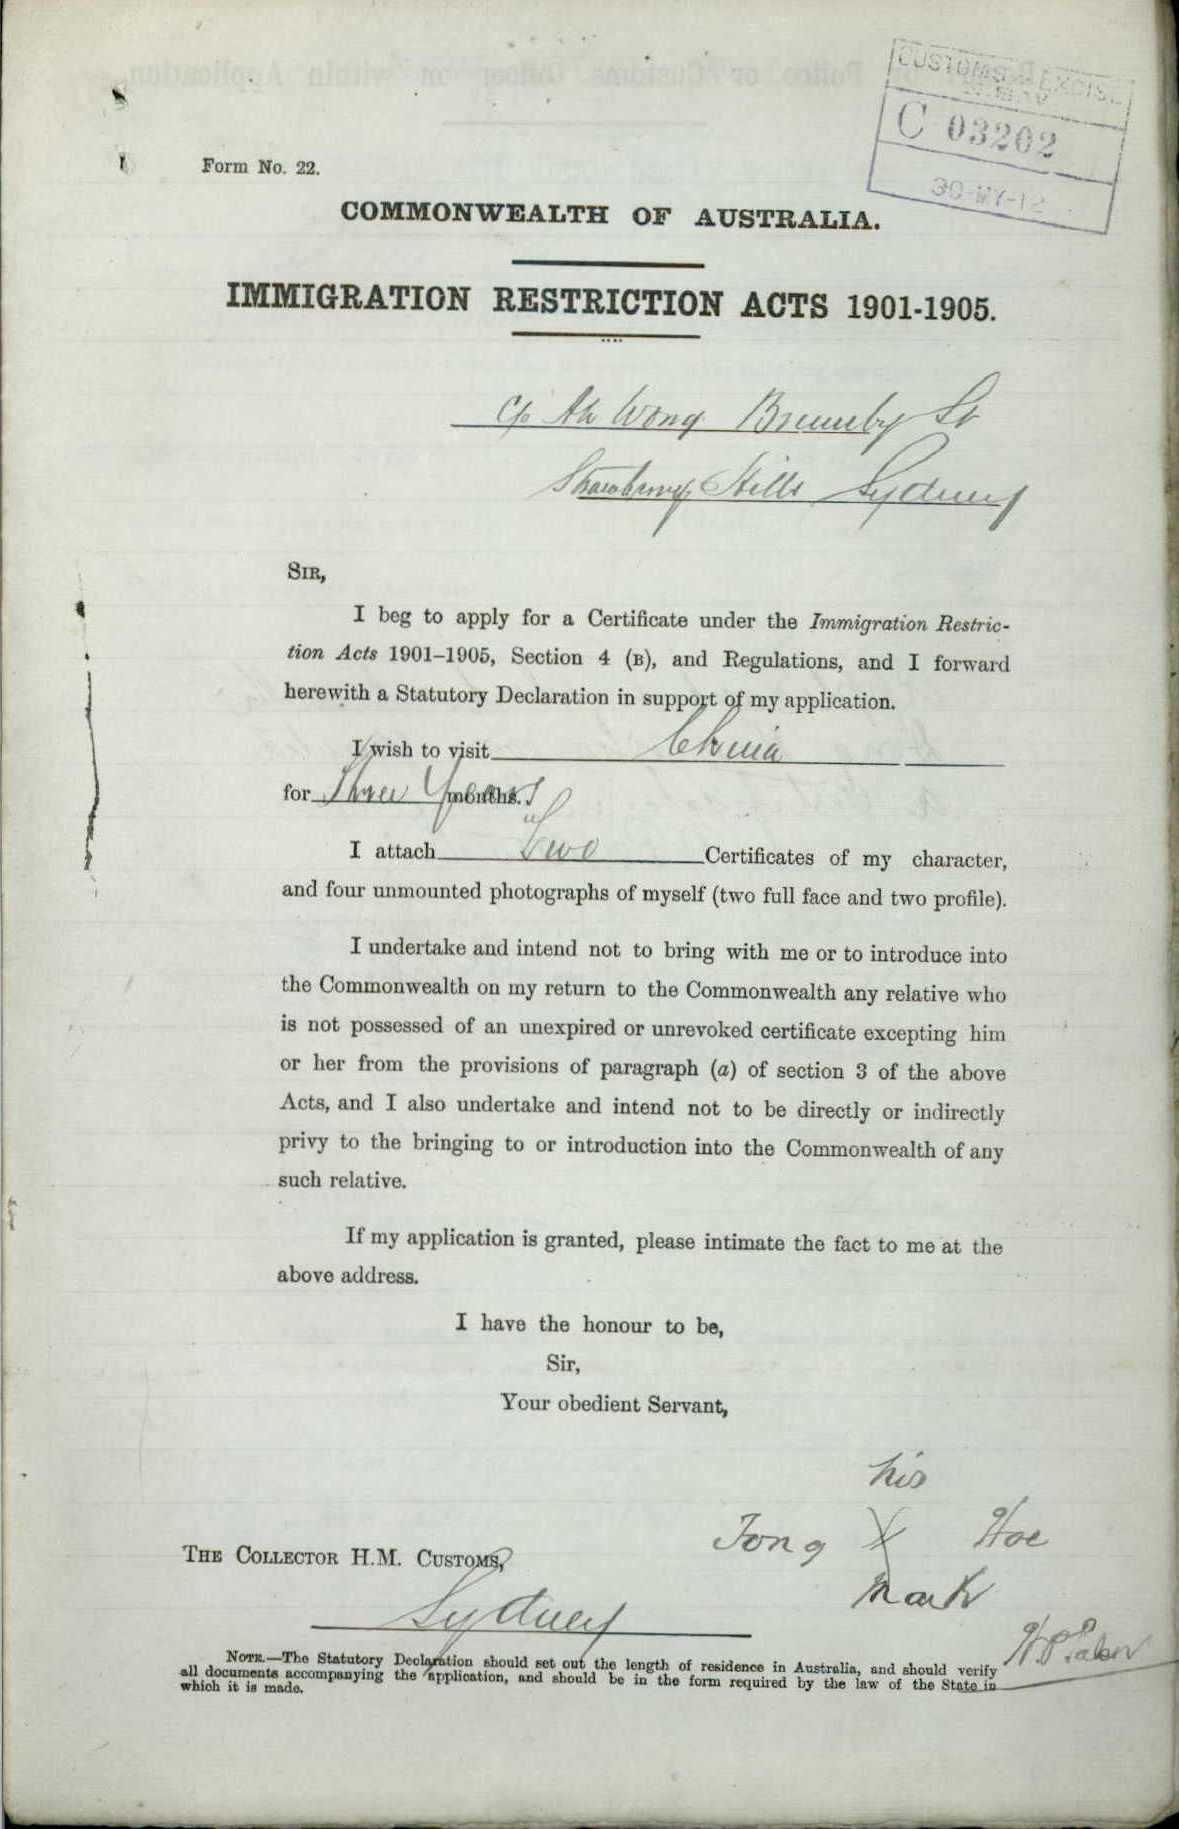 CUSTOMS & EXCISE
C 03202
30-MY-12
Form No. 22.
COMMONWEALTH OF AUSTRALIA.
IMMIGRATION RESTRICTION ACTS 1901-1905.
c/o Ah Wong Brumby St
Strawberry Hills Sydney
SIR,
I beg to apply for a Certificate under the Immigration Restric-
tion Acts 1901–1905, Section 4 (B), and Regulations, and I forward
herewith a Statutory Declaration in support of my application.
I wish to visit China
for Three Years months.
I attach Two Certificates of my character,
and four unmounted photographs of myself (two full face and two profile).
I undertake and intend not to bring with me or to introduce into
the Commonwealth on my return to the Commonwealth any relative who
is not possessed of an unexpired or unrevoked certificate excepting him
or her from the provisions of paragraph (a) of section 3 of the above
Acts, and I also undertake and intend not to be directly or indirectly
privy to the bringing to or introduction into the Commonwealth of any
such relative.
If my application is granted, please intimate the fact to me at the
above address.
I have the honour to be,
Sir,
Your obedient Servant,
his
Tong X Hoe
mark
THE COLLECTOR H.M. CUSTOMS,
Sydney
NOTE.—The Statutory Declaration should set out the length of residence in Australia, and should verify
all documents accompanying the application, and should be in the form required by the law of the State in
which it is made.